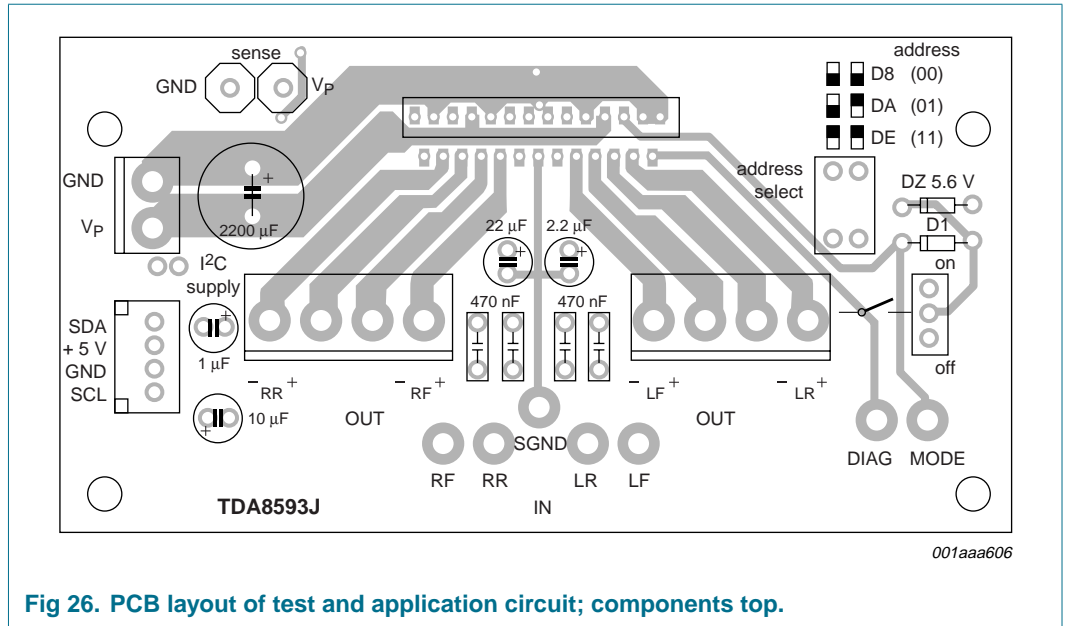 sense
GND
VP
address
D8 (00)
DA (01)
DE (11)
address
select
DZ 5.6 V
D1
on
off
GND
VP
+
2200 µF
22 µF
+
2.2 µF
+
I²C
supply
SDA
+ 5 V
GND
SCL
+
1 µF
+
10 µF
470 nF
470 nF
− RR +
− RF +
− LF +
− LR +
OUT
OUT
SGND
RF
RR
LR
LF
DIAG
MODE
TDA8593J
IN
001aaa606
Fig 26. PCB layout of test and application circuit; components top.